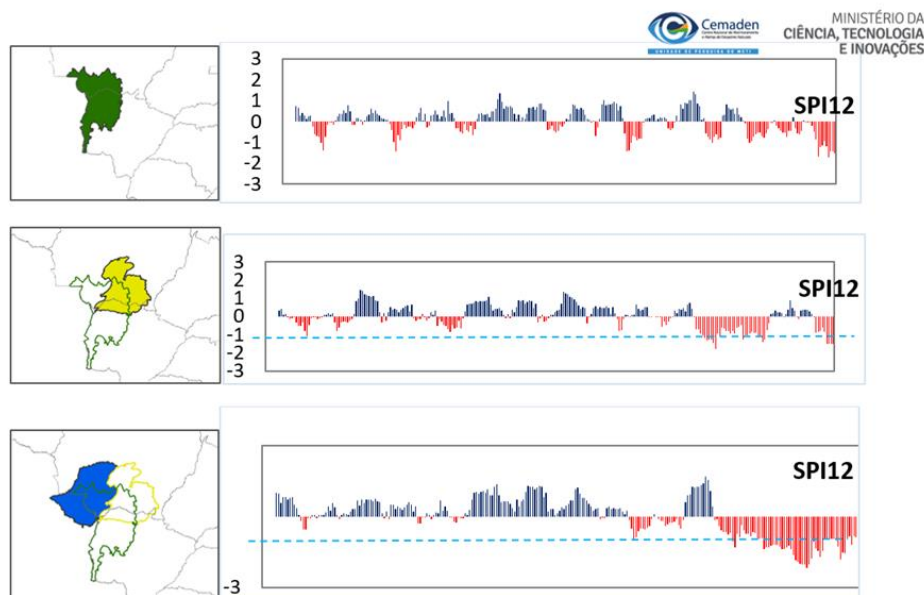 Cemaden
MINISTÉRIO DA
CIÊNCIA, TECNOLOGIA
E INOVAÇÕES
3
2
1
0
-1
-2
-3
SPI12
3
2
1
0
-1
-2
-3
SPI12
-3
SPI12